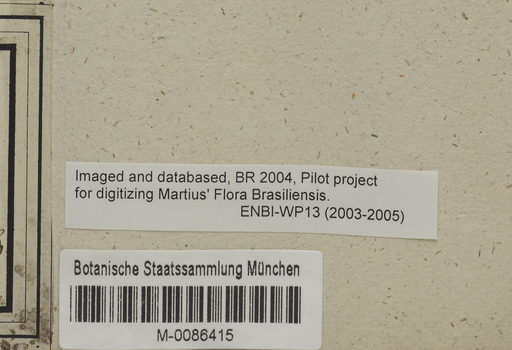 Imaged and databased, BR 2004, Pilot project
for digitizing Martius' Flora Brasiliensis.
ENBI-WP13 (2003-2005)
Botanische Staatssammlung München
M-0086415